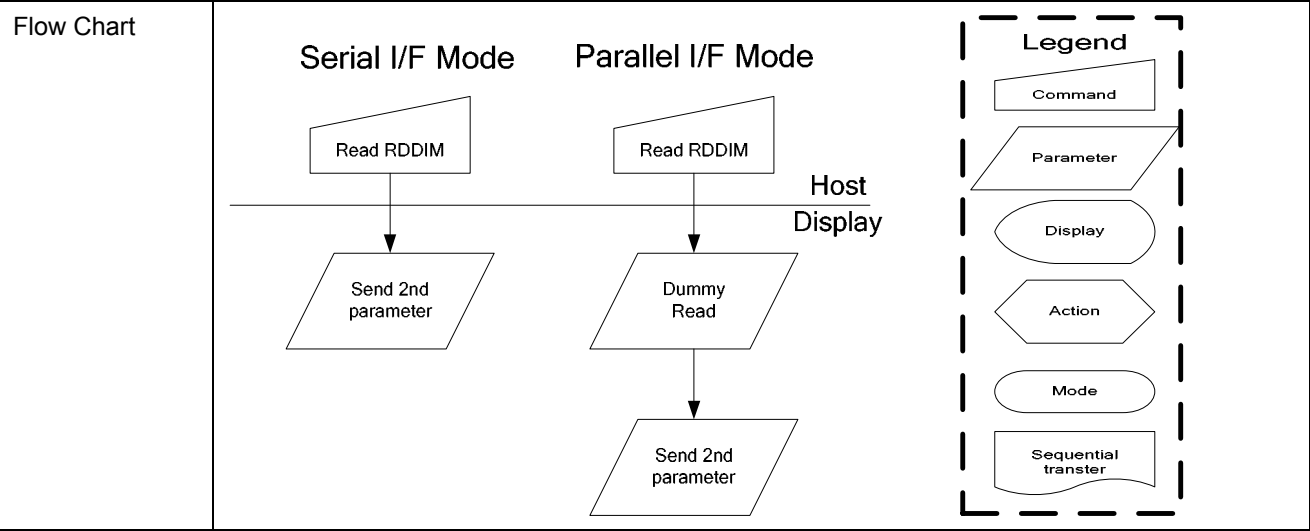 Flow Chart
Serial I/F Mode
Parallel I/F Mode
Read RDDIM
Read RDDIM
Host
Display
Send 2nd
parameter
Dummy
Read
Send 2nd
parameter
Legend
Command
Parameter
Display
Action
Mode
Sequential
transter